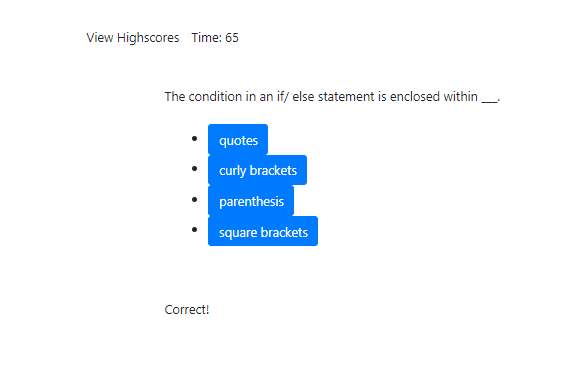 View Highscores Time: 65
The condition in an if/ else statement is enclosed within ___.
quotes
curly brackets
parenthesis
square brackets
Correct!